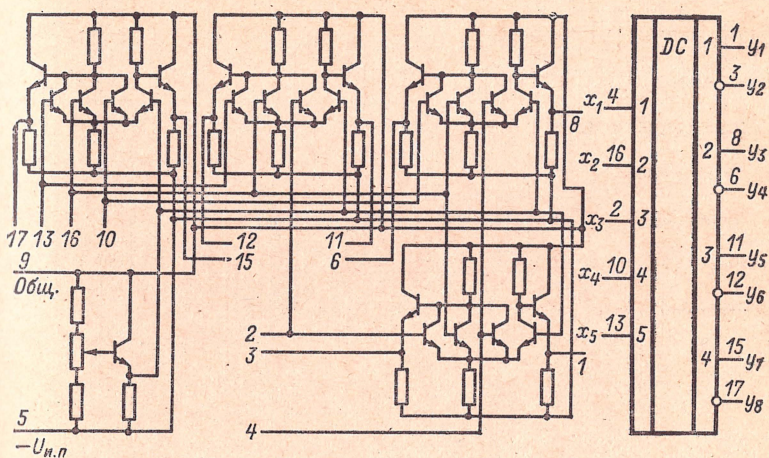 17 13 16 10
12
15
11
6
8
9
Общ.
5
–Uи.п
2
3
4
1
DC
x1 4 1
x2 16 2
x3 2 3
x4 10 4
x5 13 5
1 1 y1
3 y2
2 8 y3
6 y4
3 11 y5
12 y6
4 15 y7
17 y8